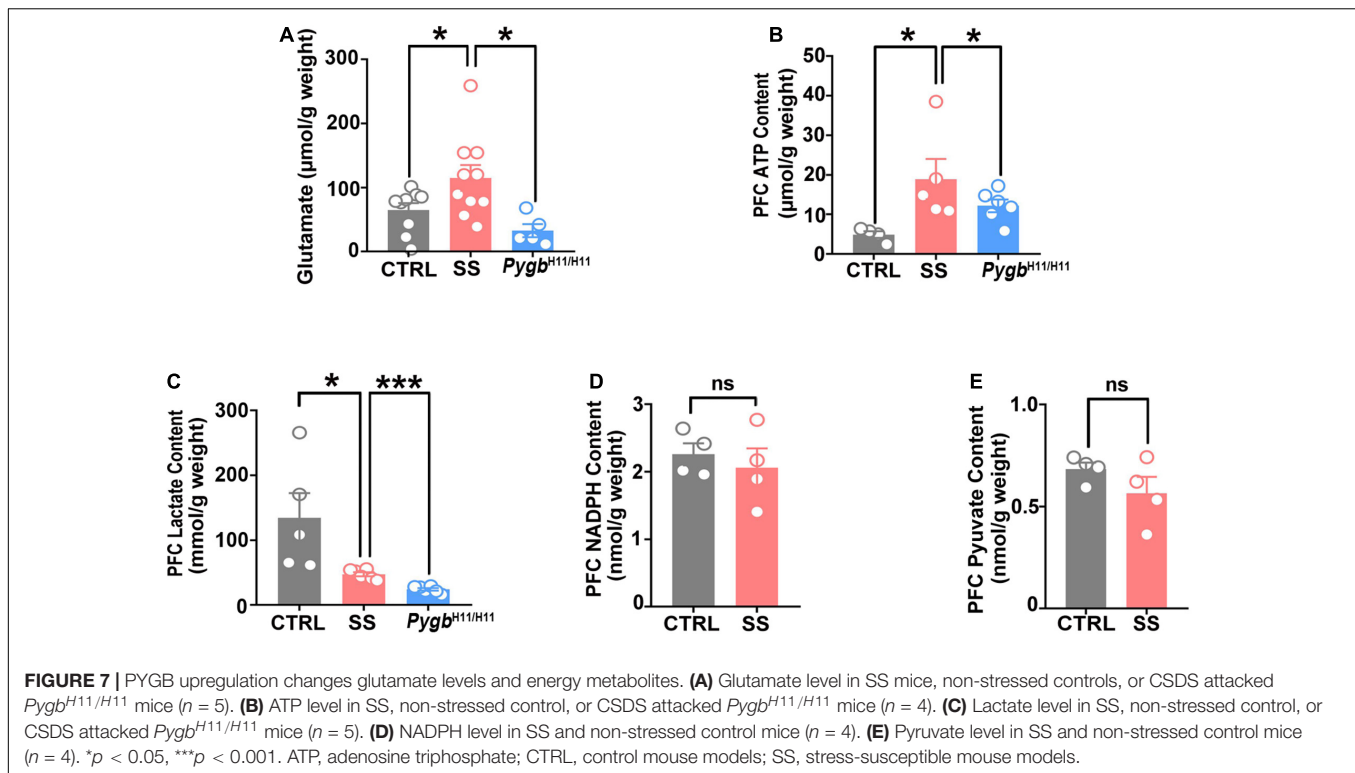 A
*
*
Glutamate (μmol/g weight)
300
200
100
0
CTRL
SS
Pygb^H11/H11
B
*
*
PFC ATP Content
(μmol/g weight)
50
40
30
20
10
0
CTRL
SS
Pygb^H11/H11
C
*
***
PFC Lactate Content
(mmol/g weight)
300
200
100
0
CTRL
SS
Pygb^H11/H11
D
ns
PFC NADPH Content
(nmol/g weight)
3
2
1
0
CTRL
SS
E
ns
PFC Pyuvate Content
(nmol/g weight)
1.0
0.5
0
CTRL
SS
FIGURE 7 | PYGB upregulation changes glutamate levels and energy metabolites. (A) Glutamate level in SS mice, non-stressed controls, or CSDS attacked
Pygb^H11/H11 mice (n = 5). (B) ATP level in SS, non-stressed control, or CSDS attacked Pygb^H11/H11 mice (n = 4). (C) Lactate level in SS, non-stressed control, or
CSDS attacked Pygb^H11/H11 mice (n = 5). (D) NADPH level in SS and non-stressed control mice (n = 4). (E) Pyruvate level in SS and non-stressed control mice
(n = 4). *p < 0.05, ***p < 0.001. ATP, adenosine triphosphate; CTRL, control mouse models; SS, stress-susceptible mouse models.